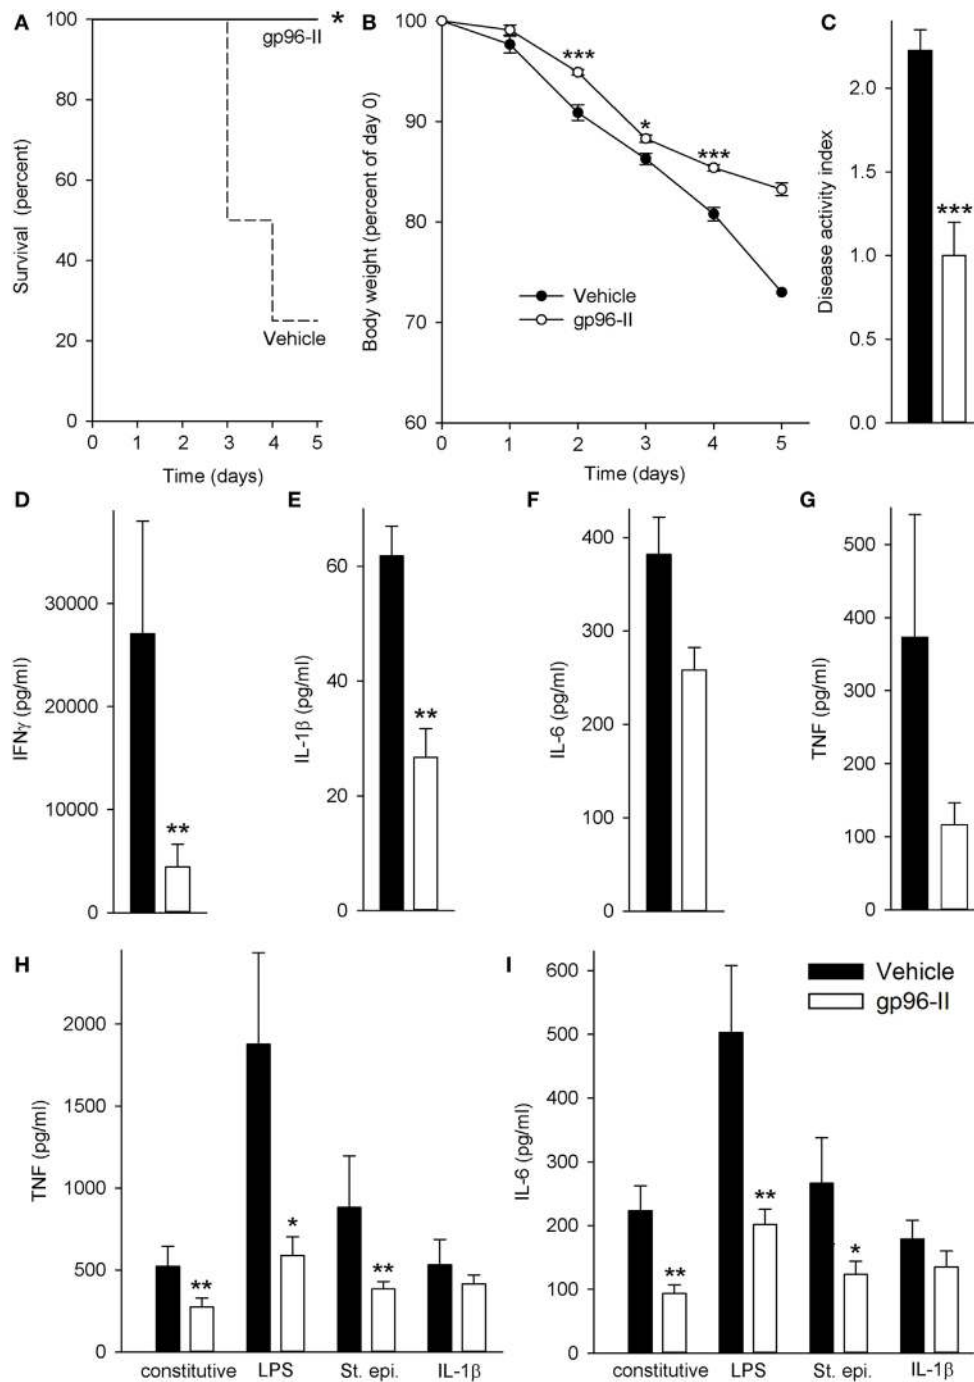 A
Survival (percent)
100
80
60
40
20
0
0 1 2 3 4 5
Time (days)
gp96-II
*
Vehicle
B
Body weight (percent of day 0)
100
90
80
70
60
0 1 2 3 4 5
Time (days)
***
*
***
Vehicle
gp96-II
C
Disease activity index
2.0
1.5
1.0
0.5
0.0
***
D
IFNγ (pg/ml)
30000
20000
10000
0
**
E
IL-1β (pg/ml)
60
40
20
0
**
F
IL-6 (pg/ml)
400
300
200
100
0
G
TNF (pg/ml)
500
400
300
200
100
0
H
TNF (pg/ml)
2000
1500
1000
500
0
**
*
**
constitutive LPS St. epi. IL-1β
I
IL-6 (pg/ml)
600
500
400
300
200
100
0
**
**
*
constitutive LPS St. epi. IL-1β
Vehicle
gp96-II